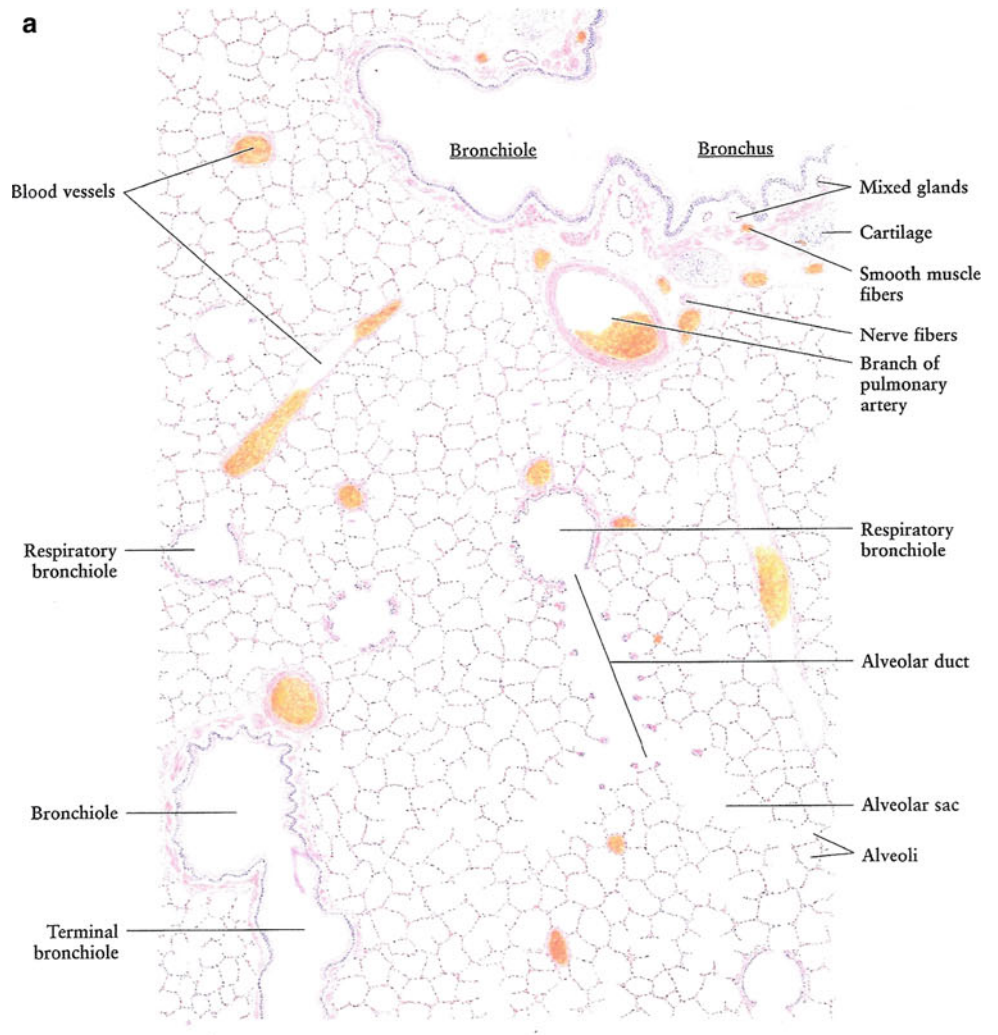 a
Bronchiole
Bronchus
Blood vessels
Mixed glands
Cartilage
Smooth muscle
fibers
Nerve fibers
Branch of
pulmonary
artery
Respiratory
bronchiole
Respiratory
bronchiole
Alveolar duct
Bronchiole
Alveolar sac
Alveoli
Terminal
bronchiole